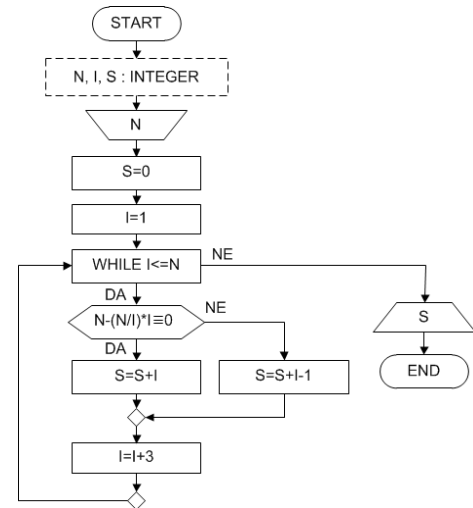 START
N, I, S : INTEGER
N
S=0
I=1
WHILE I<=N
NE
DA
N-(N/I)*I≡0
NE
S
DA
S=S+I
S=S+I-1
END
I=I+3